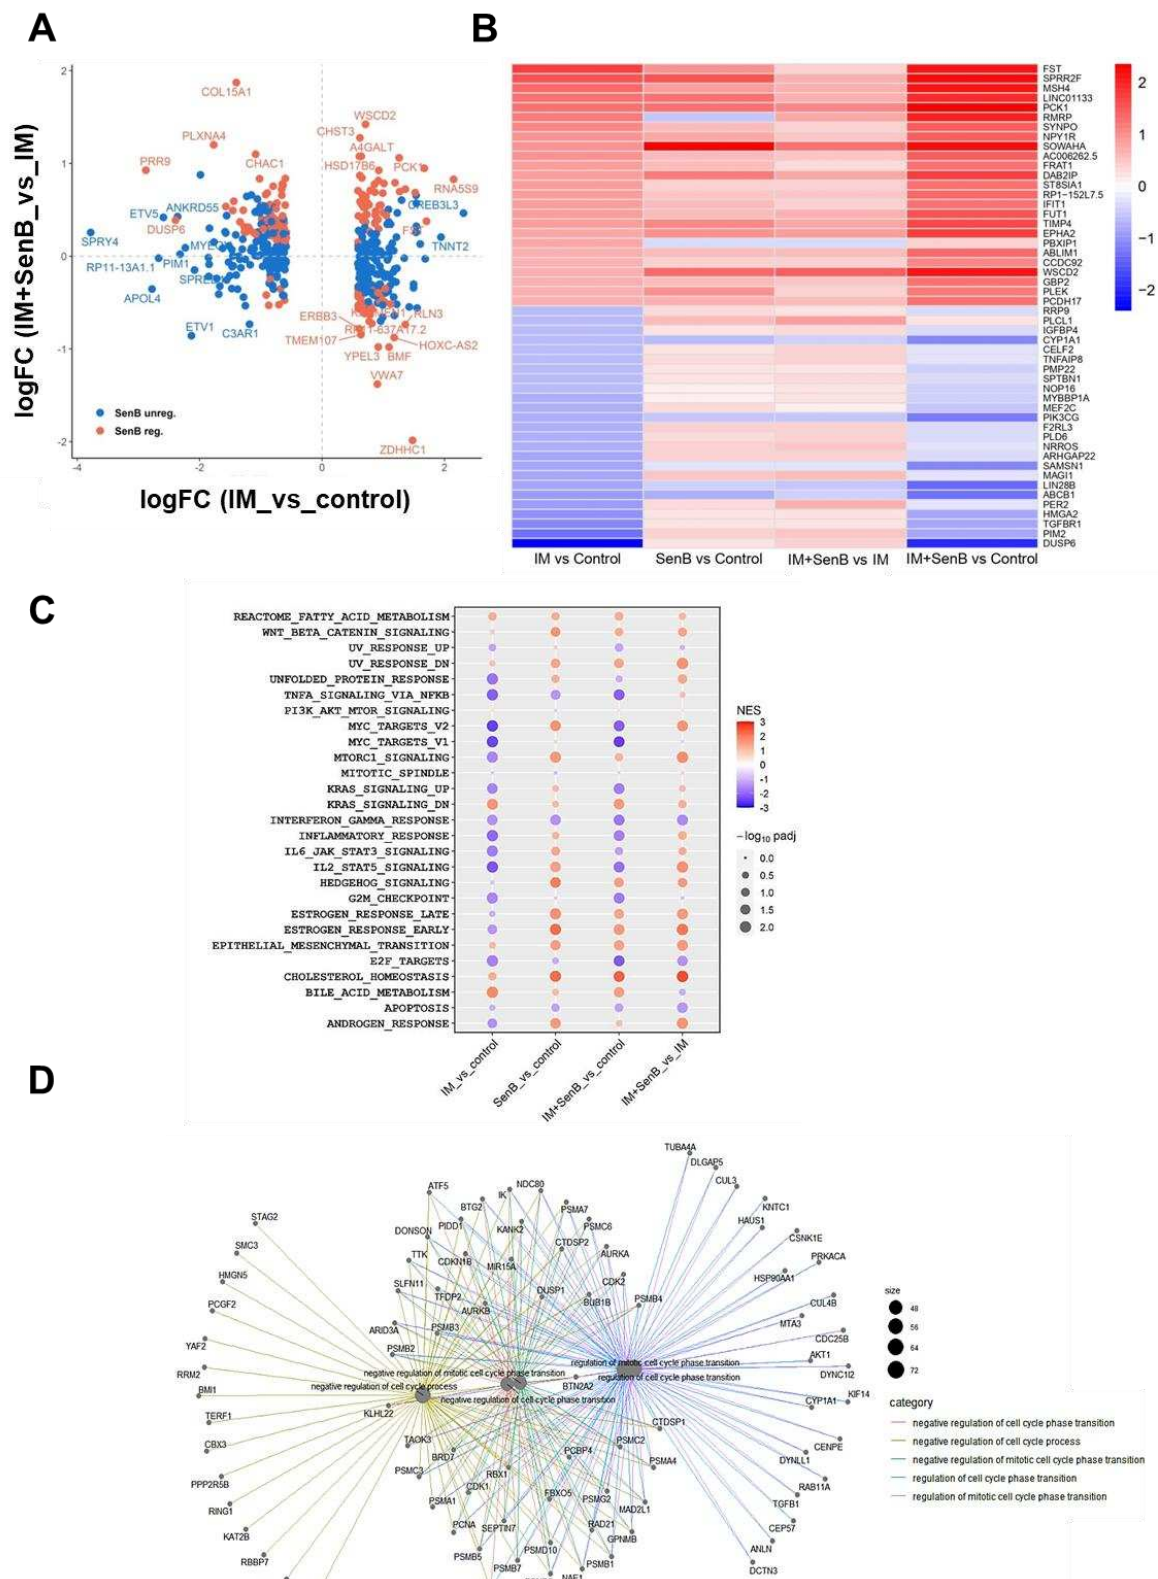 A
B
logFC (IM+SenB_vs_IM)
2
1
0
-1
-2
-4
-2
0
2
COL15A1
PLXNA4
PRR9
CHAC1
WSCD2
CHST3
A4GALT
HSD17B6
PCK1
RNA5S9
CREB3L3
TNNT2
ETV5
ANKRD55
DUSP6
SPRY4
RP11-13A1.1
PIM1
APOL4
ETV1
C3AR1
ERBB3
RLN3
TMEM107
HOXC-AS2
YPEL3
BMF
VWA7
ZDHHC1
SenB unreg.
SenB reg.
logFC (IM_vs_control)
FST
SPRR2F
MSH4
LINC01133
PCK1
RMRP
SYNPO
NPY1R
SOWAHA
AC006262.5
FRAT1
DAB2IP
ST8SIA1
RP1-152L7.5
IFIT1
FUT1
TIMP4
EPHA2
PBXIP1
ABLIM1
CCDC92
WSCD2
GBP2
PLEK
PCDH17
RRP9
PLCL1
IGFBP4
CYP1A1
CELF2
TNFAIP8
PMP22
SPTBN1
NOP16
MYBBP1A
MEF2C
PIK3CG
F2RL3
PLD6
NRROS
ARHGAP22
SAMSN1
MAGI1
LIN28B
ABCB1
PER2
HMGA2
TGFBR1
PIM2
DUSP6
2
1
0
-1
-2
IM vs Control
SenB vs Control
IM+SenB vs IM
IM+SenB vs Control
C
REACTOME_FATTY_ACID_METABOLISM
WNT_BETA_CATENIN_SIGNALING
UV_RESPONSE_UP
UV_RESPONSE_DN
UNFOLDED_PROTEIN_RESPONSE
TNFA_SIGNALING_VIA_NFKB
PI3K_AKT_MTOR_SIGNALING
MYC_TARGETS_V2
MYC_TARGETS_V1
MTORC1_SIGNALING
MITOTIC_SPINDLE
KRAS_SIGNALING_UP
KRAS_SIGNALING_DN
INTERFERON_GAMMA_RESPONSE
INFLAMMATORY_RESPONSE
IL6_JAK_STAT3_SIGNALING
IL2_STAT5_SIGNALING
HEDGEHOG_SIGNALING
G2M_CHECKPOINT
ESTROGEN_RESPONSE_LATE
ESTROGEN_RESPONSE_EARLY
EPITHELIAL_MESENCHYMAL_TRANSITION
E2F_TARGETS
CHOLESTEROL_HOMEOSTASIS
BILE_ACID_METABOLISM
APOPTOSIS
ANDROGEN_RESPONSE
IM_vs_control
SenB_vs_control
IM+SenB_vs_control
IM+SenB_vs_IM
NES
3
2
1
0
-1
-2
-3
-log10 padj
0.0
0.5
1.0
1.5
2.0
D
TUBA4A
DLGAP5
CUL3
KNTC1
HAUS1
CSNK1E
PRKACA
HSP90AA1
CUL4B
MTA3
CDC25B
AKT1
DYNC1I2
KIF14
CYP1A1
CENPE
DYNLL1
RAB11A
TGFB1
CEP57
ANLN
DCTN3
ATF5
IK
NDC80
BTG2
PSMA7
PIDD1
KANK2
PSMC6
DONSON
CTDSP2
AURKA
TTK
CDKN1B
MIR15A
CDK2
SLFN11
TFDP2
DUSP1
BUB1B
PSMB4
AURKB
ARID3A
PSMB3
PSMB2
STAG2
SMC3
HMGN5
PCGF2
YAF2
RRM2
BMI1
TERF1
CBX3
PPP2R5B
RING1
KAT2B
RBBP7
regulation of mitotic cell cycle phase transition
negative regulation of mitotic cell cycle phase transition
regulation of cell cycle phase transition
negative regulation of cell cycle process
BTN2A2
negative regulation of cell cycle phase transition
KLHL22
CTDSP1
TAOK3
BRD7
PSMC2
PCBP4
PSMA4
PSMC3
RBX1
CDK1
PSMA1
FBXO5
PSMG2
MAD2L1
PCNA
SEPTIN7
RAD21
GPNMB
PSMB5
PSMD10
PSMB7
PSMB1
NAE1
size
48
56
64
72
category
negative regulation of cell cycle phase transition
negative regulation of cell cycle process
negative regulation of mitotic cell cycle phase transition
regulation of cell cycle phase transition
regulation of mitotic cell cycle phase transition